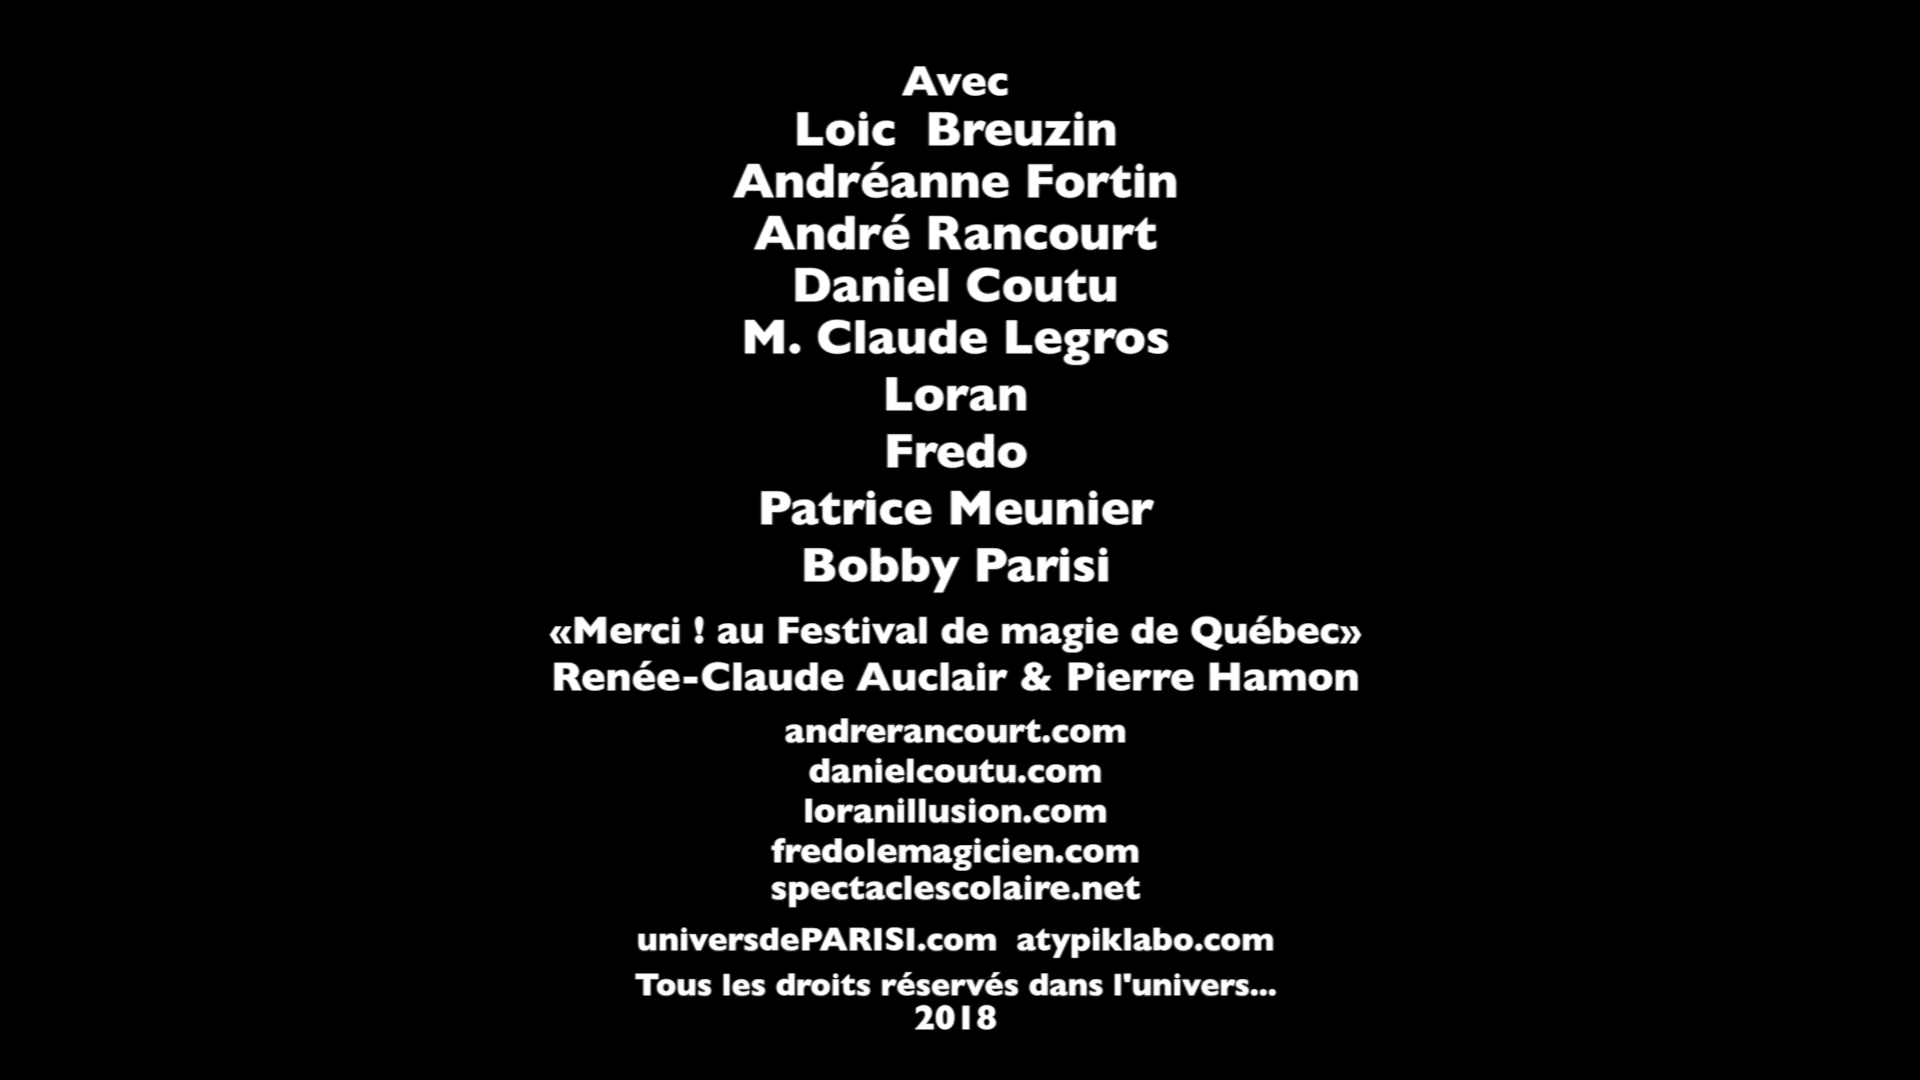 Avec
Loic  Breuzin
Andréanne Fortin
André Rancourt
Daniel Coutu
M. Claude Legros
Loran
Fredo
Patrice Meunier
Bobby Parisi
«Merci ! au Festival de magie de Québec»
Renée-Claude Auclair & Pierre Hamon
andrerancourt.com
danielcoutu.com
loranillusion.com
fredolemagicien.com
spectaclescolaire.net
universdePARISI.com  atypiklabo.com
Tous les droits réservés dans l'univers...
2018